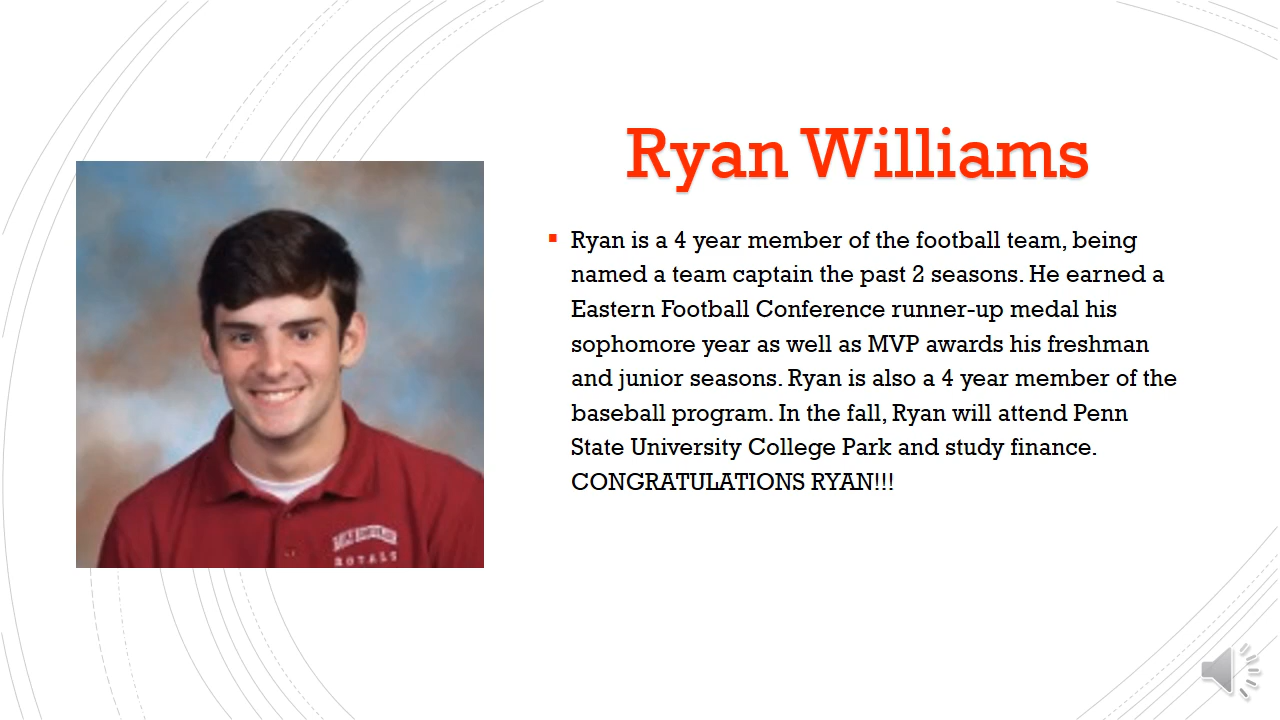 Ryan Williams
Ryan is a 4 year member of the football team, being
named a team captain the past 2 seasons. He earned a
Eastern Football Conference runner-up medal his
sophomore year as well as MVP awards his freshman
and junior seasons. Ryan is also a 4 year member of the
baseball program. In the fall, Ryan will attend Penn
State University College Park and study finance.
CONGRATULATIONS RYAN!!!
ROYALS